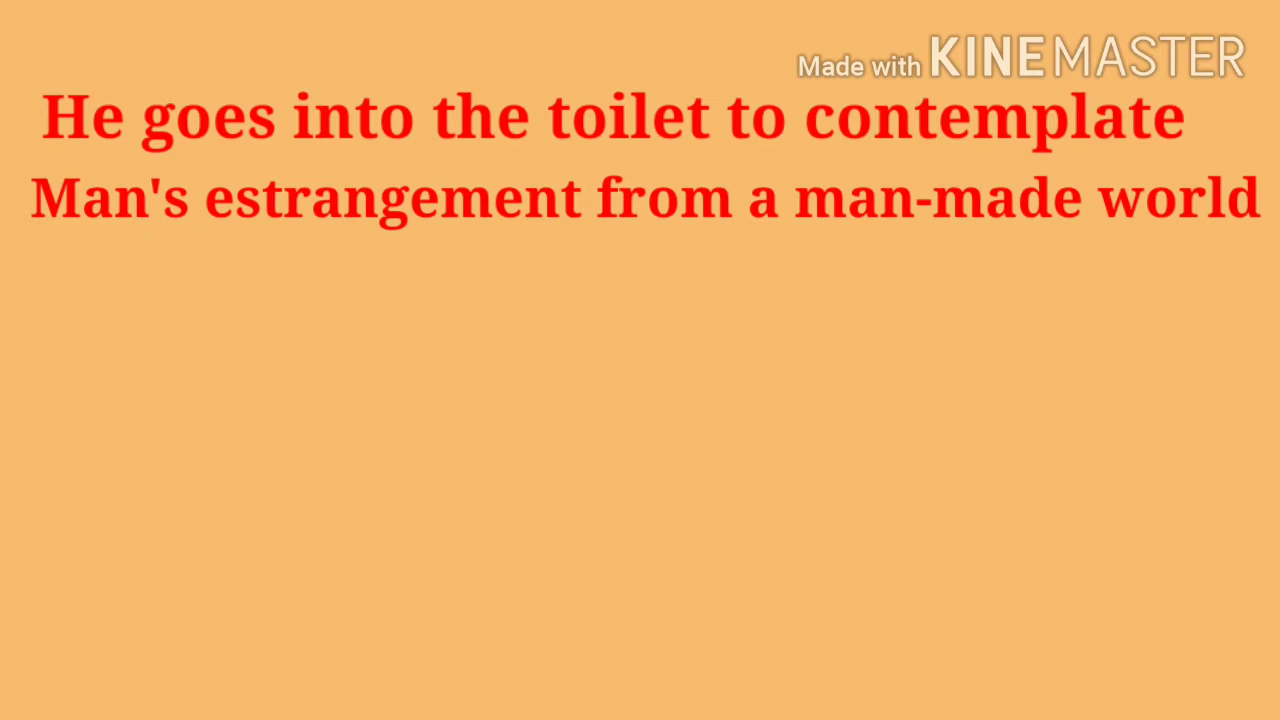 Made with KINEMASTER
He goes into the toilet to contemplate
Man's estrangement from a man-made world